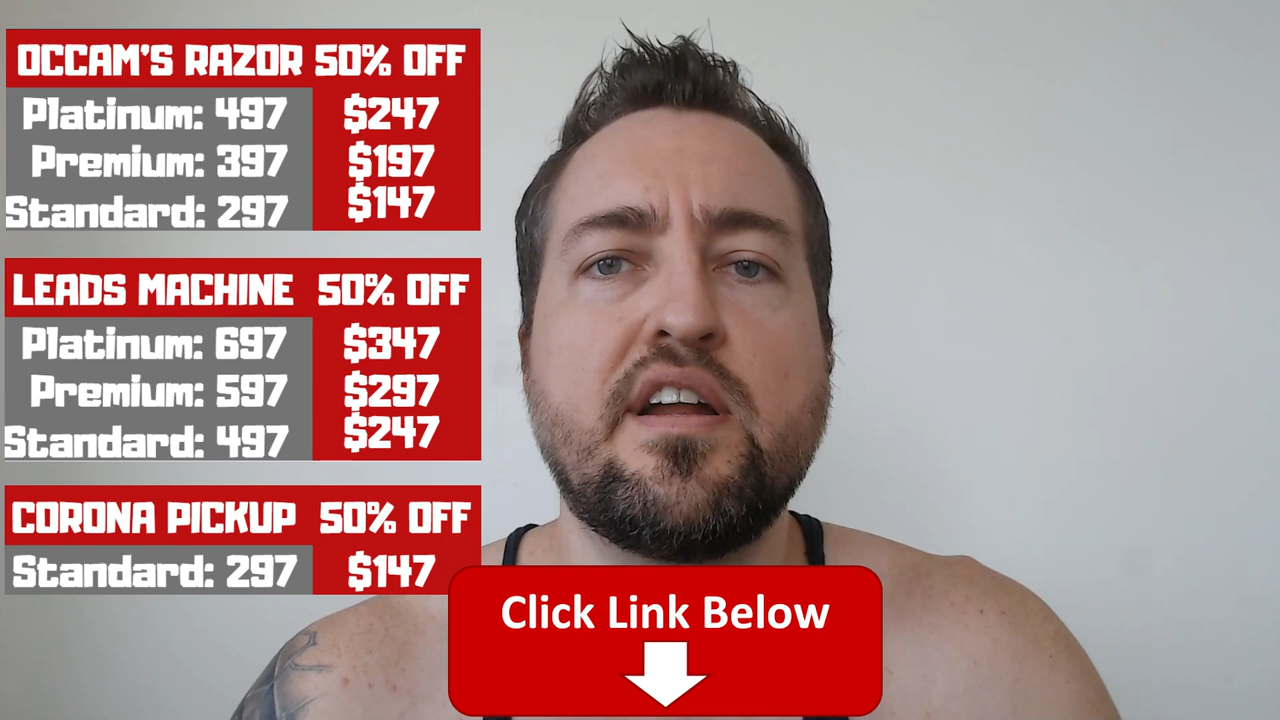 OCCAM'S RAZOR 50% OFF
Platinum: 497 $247
Premium: 397 $197
Standard: 297 $147
LEADS MACHINE 50% OFF
Platinum: 697 $347
Premium: 597 $297
Standard: 497 $247
CORONA PICKUP 50% OFF
Standard: 297 $147
Click Link Below